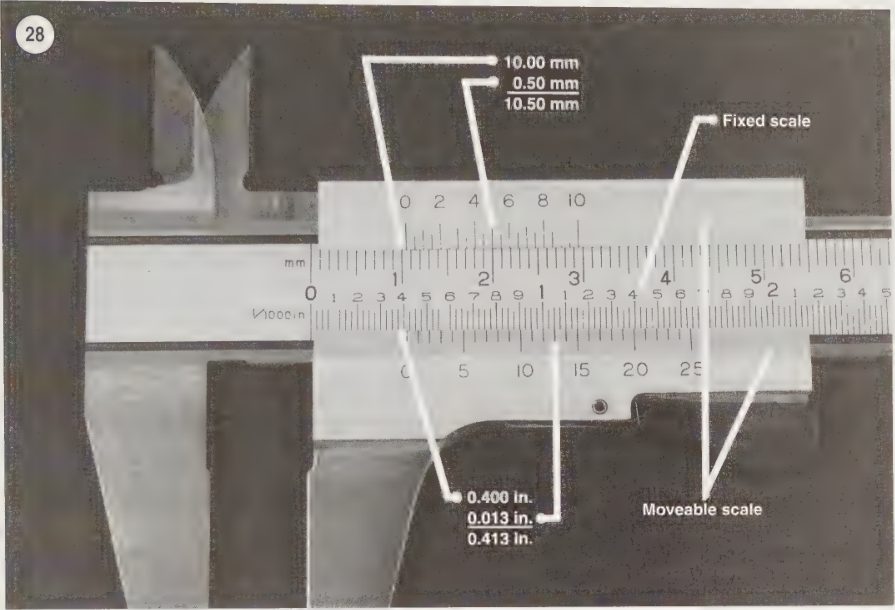 28
10.00 mm
0.50 mm
10.50 mm
Fixed scale
0 2 4 6 8 10
mm
1 2 3 4 5 6
0 1 2 3 4 5 6 7 8 9 1 1 2 3 4 5 6 8 9 2 1 2 3 4 5
1/1000in
0 5 10 15 20 25
0.400 in.
0.013 in.
0.413 in.
Moveable scale